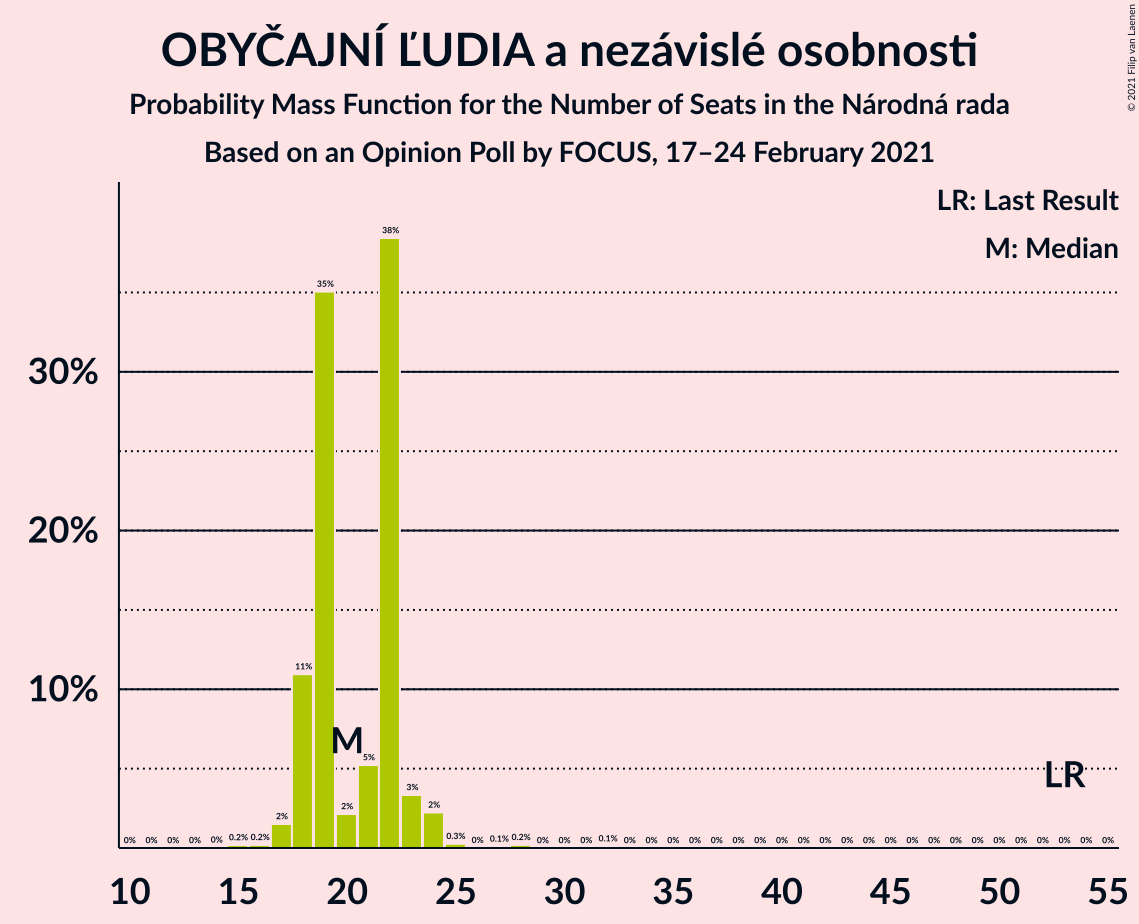 OBYČAJNÍ ĽUDIA a nezávislé osobnosti
Probability Mass Function for the Number of Seats in the Národná rada
Based on an Opinion Poll by FOCUS, 17–24 February 2021
© 2021 Filip van Laenen
LR: Last Result
M: Median
38%
35%
30%
20%
11%
10%
M
5%
LR
3%
2% 2% 2%
0% 0% 0% 0% 0% 0.2% 0.2% 0.3% 0% 0.1% 0.2% 0% 0% 0% 0.1% 0% 0% 0% 0% 0% 0% 0% 0% 0% 0% 0% 0% 0% 0% 0% 0% 0% 0% 0% 0% 0% 0% 0%
10 15 20 25 30 35 40 45 50 55